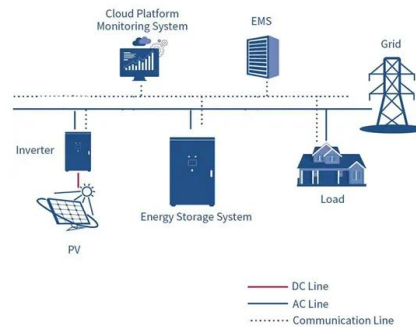 Cloud Platform
Monitoring System
EMS
Grid
Inverter
Energy Storage System
Load
PV
DC Line
AC Line
Communication Line